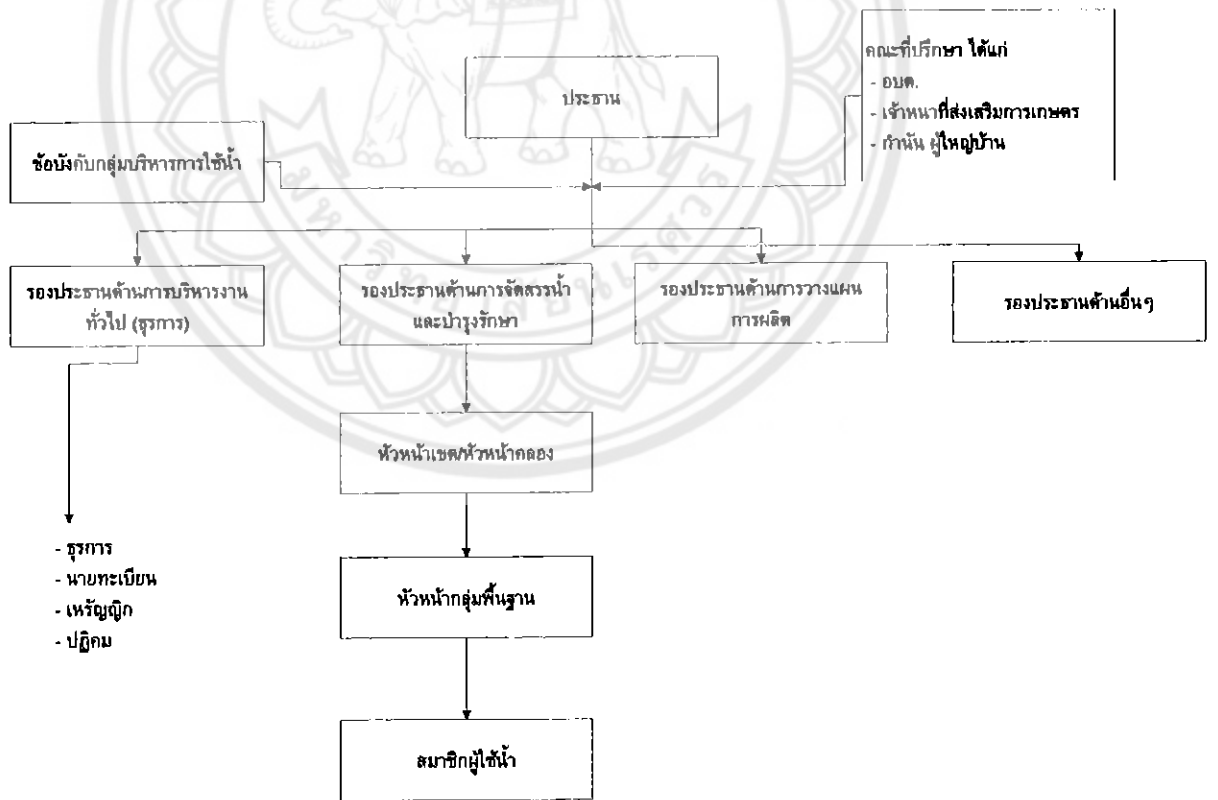 ประธาน
คณะที่ปรึกษา ได้แก่
- อบต.
- เจ้าหนาที่ส่งเสริมการเกษตร
- กำนัน ผู้ใหญ่บ้าน
ข้อบังกับกลุ่มบริหารการใช้น้ำ
รองประธานด้านการบริหารงาน
ทั่วไป (ธุรการ)
รองประธานด้านการจัดสรรน้ำ
และบำรุงรักษา
รองประธานด้านการวางแผน
การผลิต
รองประธานด้านอื่นๆ
หัวหน้าเขต/หัวหน้าคลอง
- ธุรการ
- นายทะเบียน
- เหรัญญิก
- ปฏิคม
หัวหน้ากลุ่มพื้นฐาน
สมาชิกผู้ใช้น้ำ